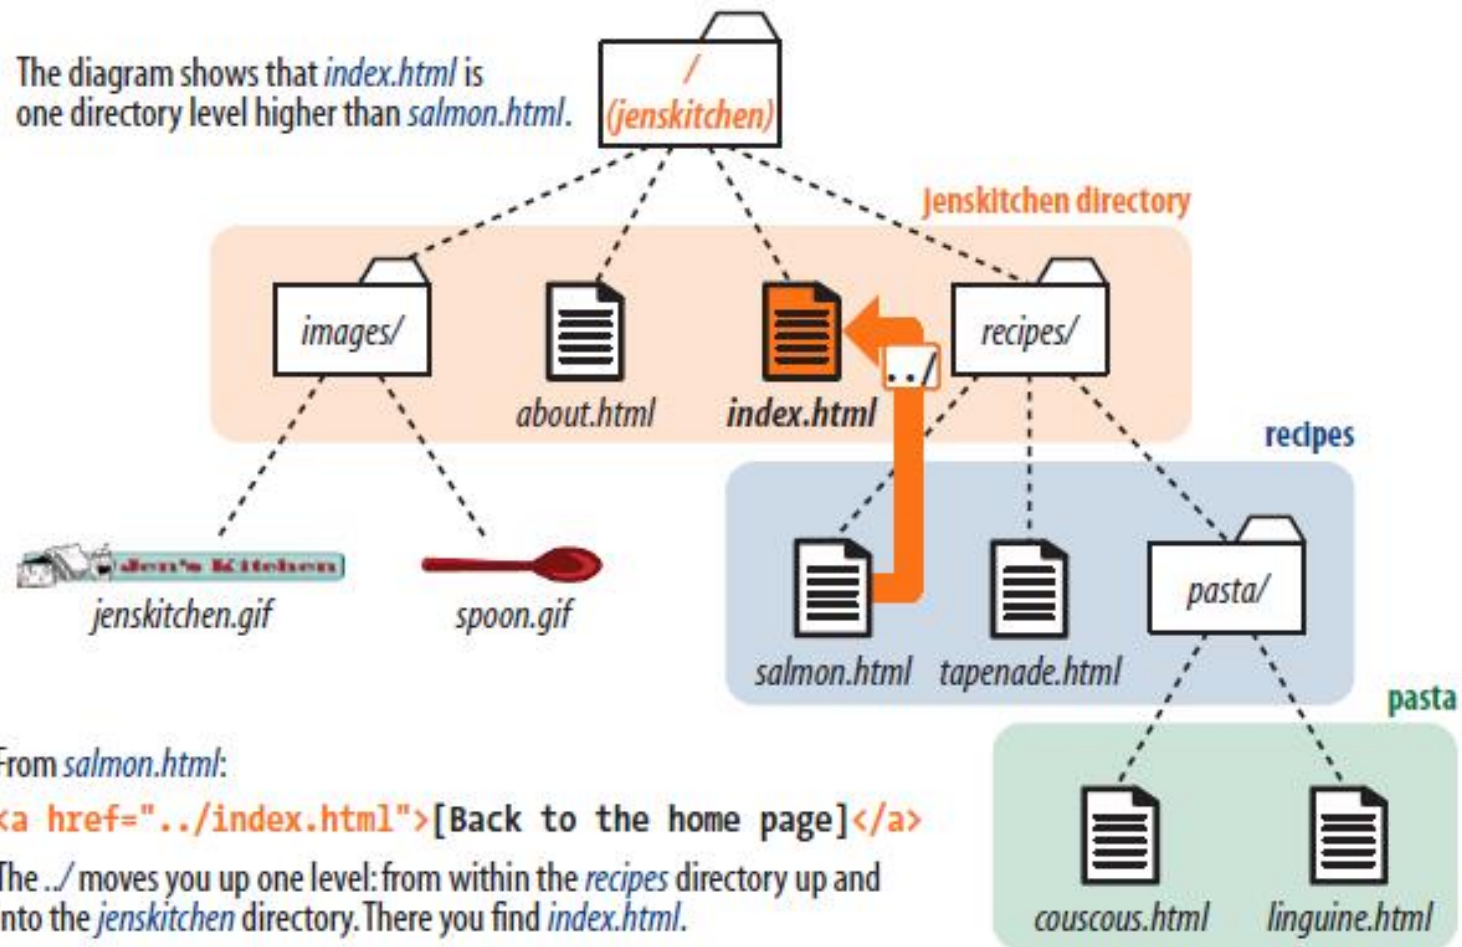 The diagram shows that index.html is
one directory level higher than salmon.html.
/
(jenskitchen)
Jenskitchen directory
images/
about.html
index.html
../
recipes/
recipes
Jen's Kitchen
jenskitchen.gif
spoon.gif
salmon.html
tapenade.html
pasta/
pasta
From salmon.html:
<a href="../index.html">[Back to the home page]</a>
The ../ moves you up one level: from within the recipes directory up and
into the jenskitchen directory. There you find index.html.
couscous.html
linguine.html